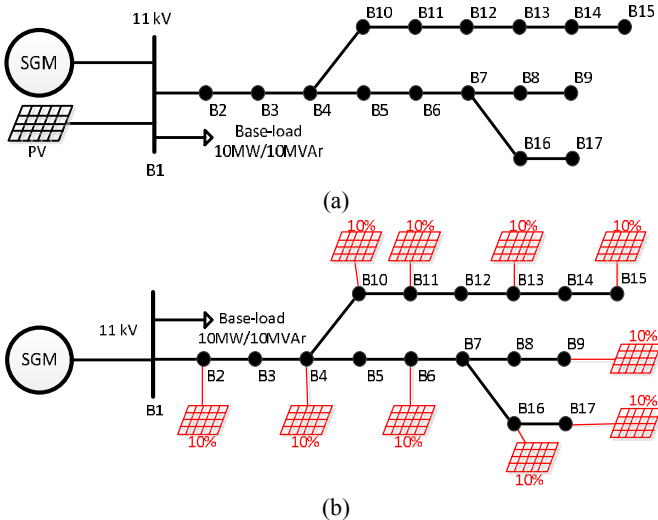 B10 B11 B12 B13 B14 B15
11 kV
SGM
B2 B3 B4 B5 B6 B7 B8 B9
PV
Base-load
10MW/10MVAr
B16 B17
B1
(a)
10% 10% 10% 10%
B10 B11 B12 B13 B14 B15
Base-load
10MW/10MVAr
11 kV
SGM
10%
B2 B3 B4 B5 B6 B7 B8 B9
10%
B1
B16 B17
10% 10% 10%
10%
(b)